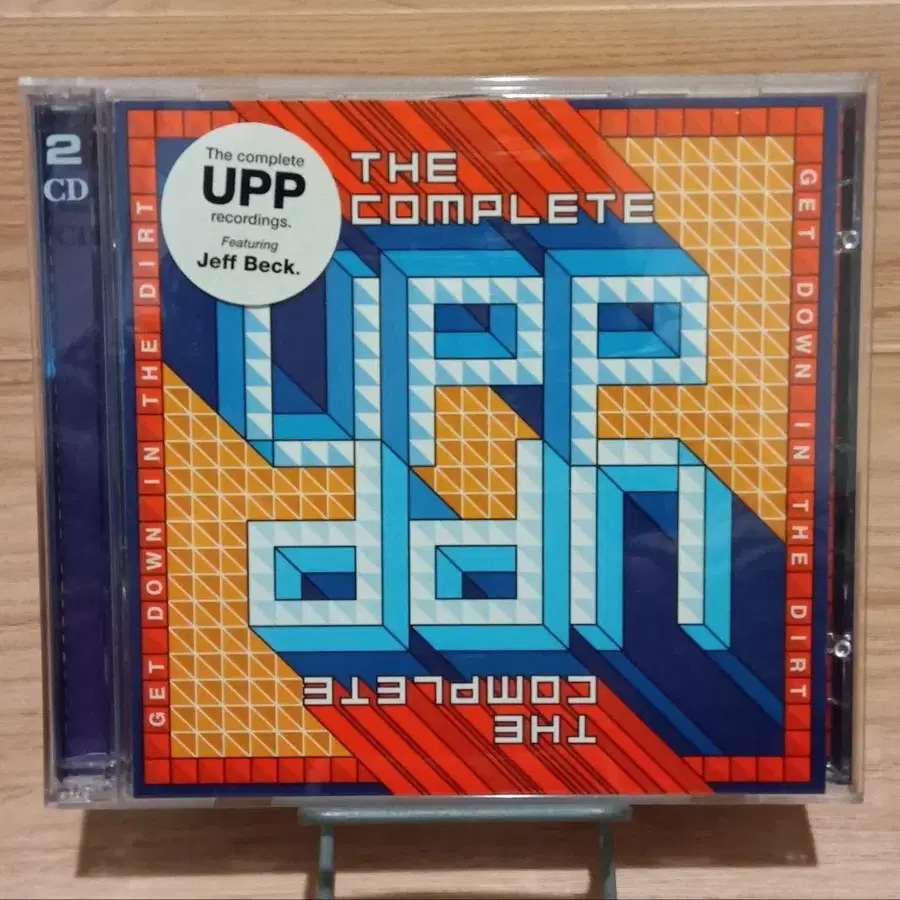 2
CD
The complete
UPP
recordings.
Featuring
Jeff Beck.
THE
COMPLETE
UPP
GET DOWN IN THE DIRT
GET DOWN IN THE DIRT
UPP
THE
COMPLETE